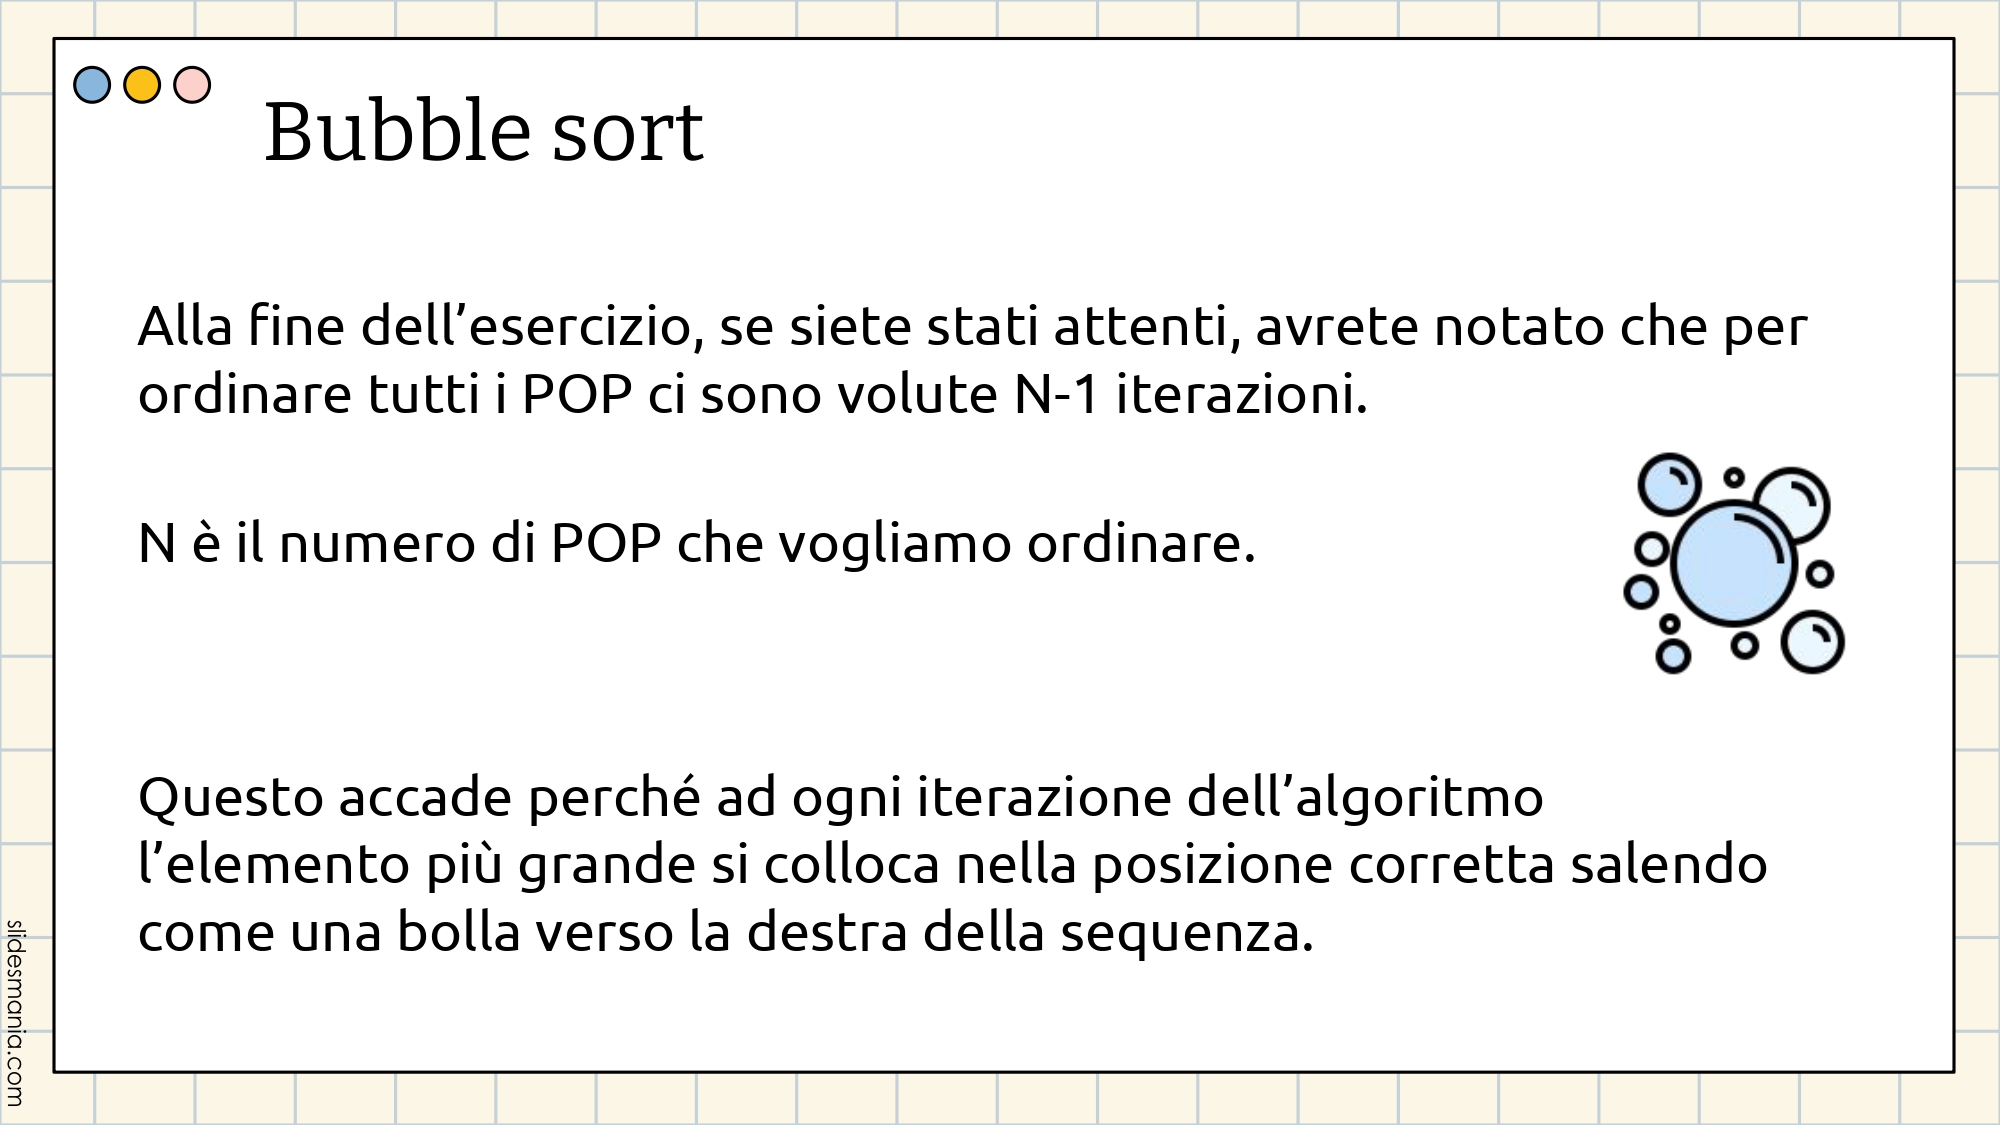 Bubble sort
Alla fine dell’esercizio, se siete stati attenti, avrete notato che per
ordinare tutti i POP ci sono volute N-1 iterazioni.
N è il numero di POP che vogliamo ordinare.
Questo accade perché ad ogni iterazione dell’algoritmo
l’elemento più grande si colloca nella posizione corretta salendo
come una bolla verso la destra della sequenza.
slidesmania.com